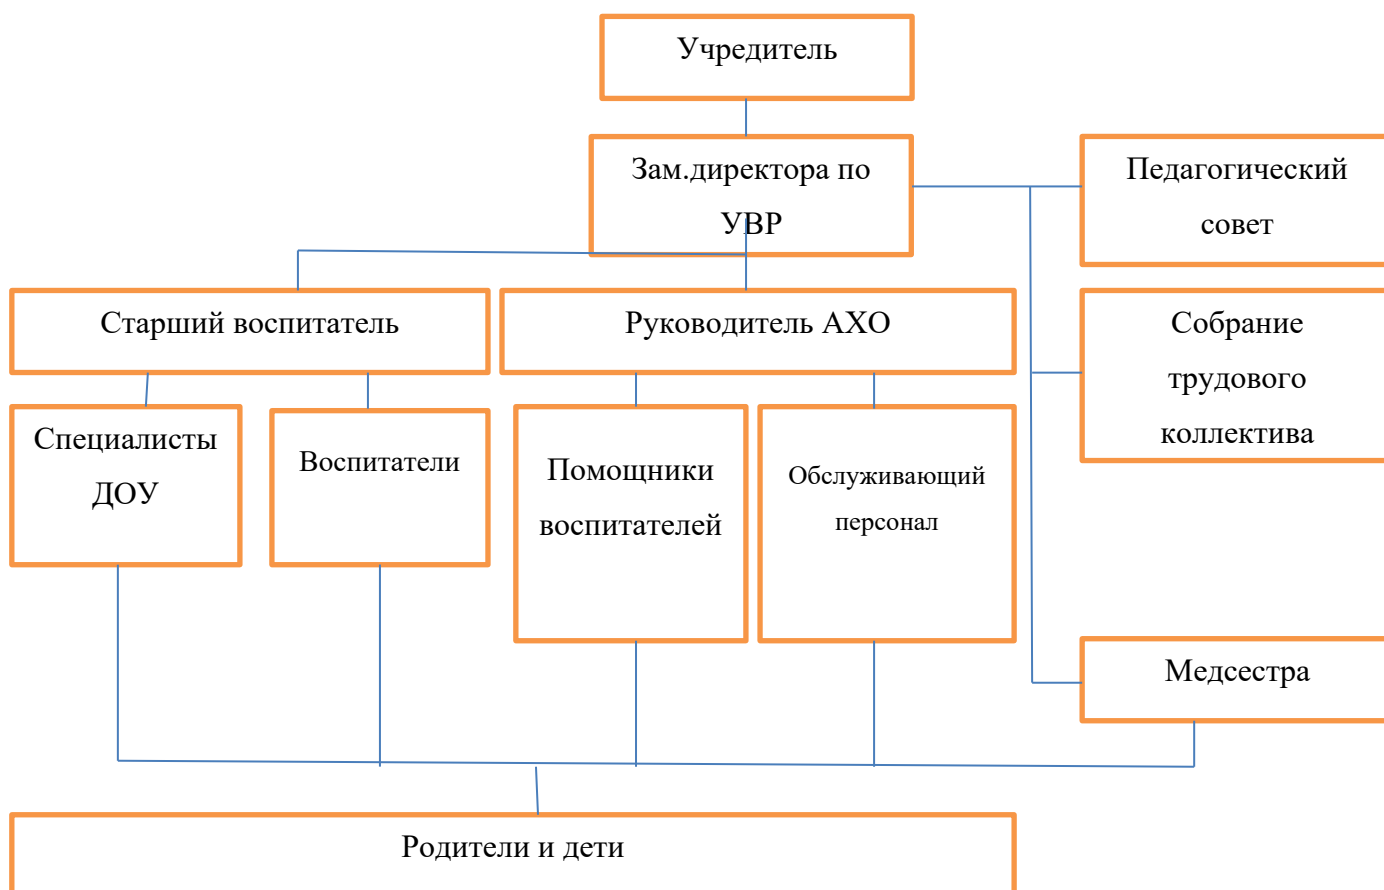 Учредитель
Зам.директора по
УВР
Педагогический
совет
Старший воспитатель
Руководитель АХО
Собрание
трудового
коллектива
Специалисты
ДОУ
Воспитатели
Помощники
воспитателей
Обслуживающий
персонал
Медсестра
Родители и дети